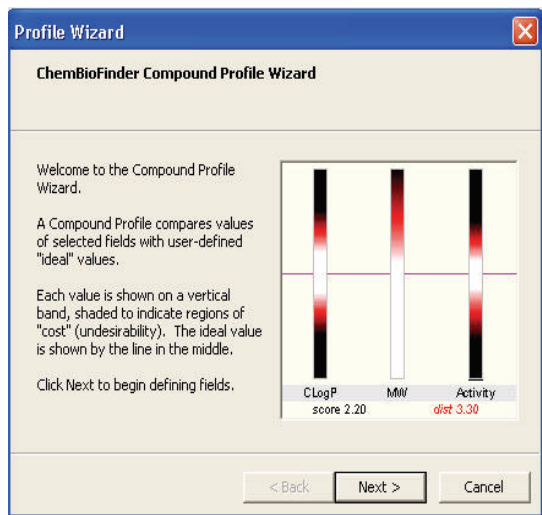 Profile Wizard
ChemBioFinder Compound Profile Wizard
Welcome to the Compound Profile
Wizard.
A Compound Profile compares values
of selected fields with user-defined
"ideal" values.
Each value is shown on a vertical
band, shaded to indicate regions of
"cost" (undesirability). The ideal value
is shown by the line in the middle.
Click Next to begin defining fields.
CLogP MW Activity
score 2.20 dist 3.30
< Back Next > Cancel